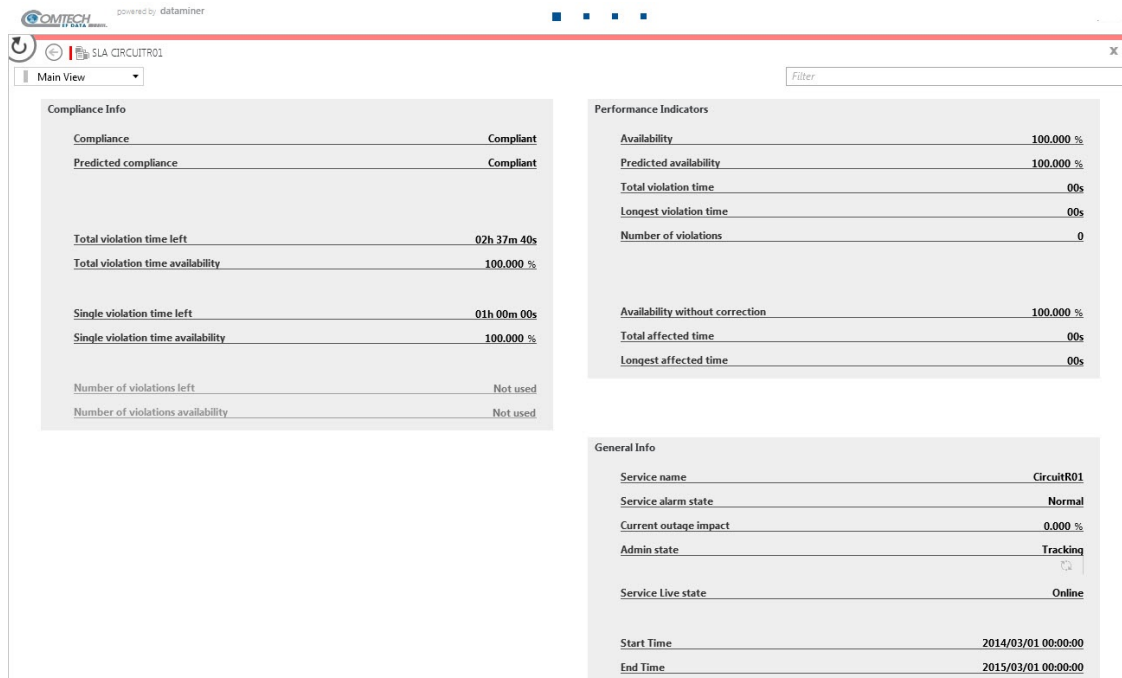 COMTECH
EF DATA
powered by dataminer
SLA CIRCUITR01
x
Main View
Filter
Compliance Info
Compliance Compliant
Predicted compliance Compliant
Total violation time left 02h 37m 40s
Total violation time availability 100.000 %
Single violation time left 01h 00m 00s
Single violation time availability 100.000 %
Number of violations left Not used
Number of violations availability Not used
Performance Indicators
Availability 100.000 %
Predicted availability 100.000 %
Total violation time 00s
Longest violation time 00s
Number of violations 0
Availability without correction 100.000 %
Total affected time 00s
Longest affected time 00s
General Info
Service name CircuitR01
Service alarm state Normal
Current outage impact 0.000 %
Admin state Tracking
Service Live state Online
Start Time 2014/03/01 00:00:00
End Time 2015/03/01 00:00:00